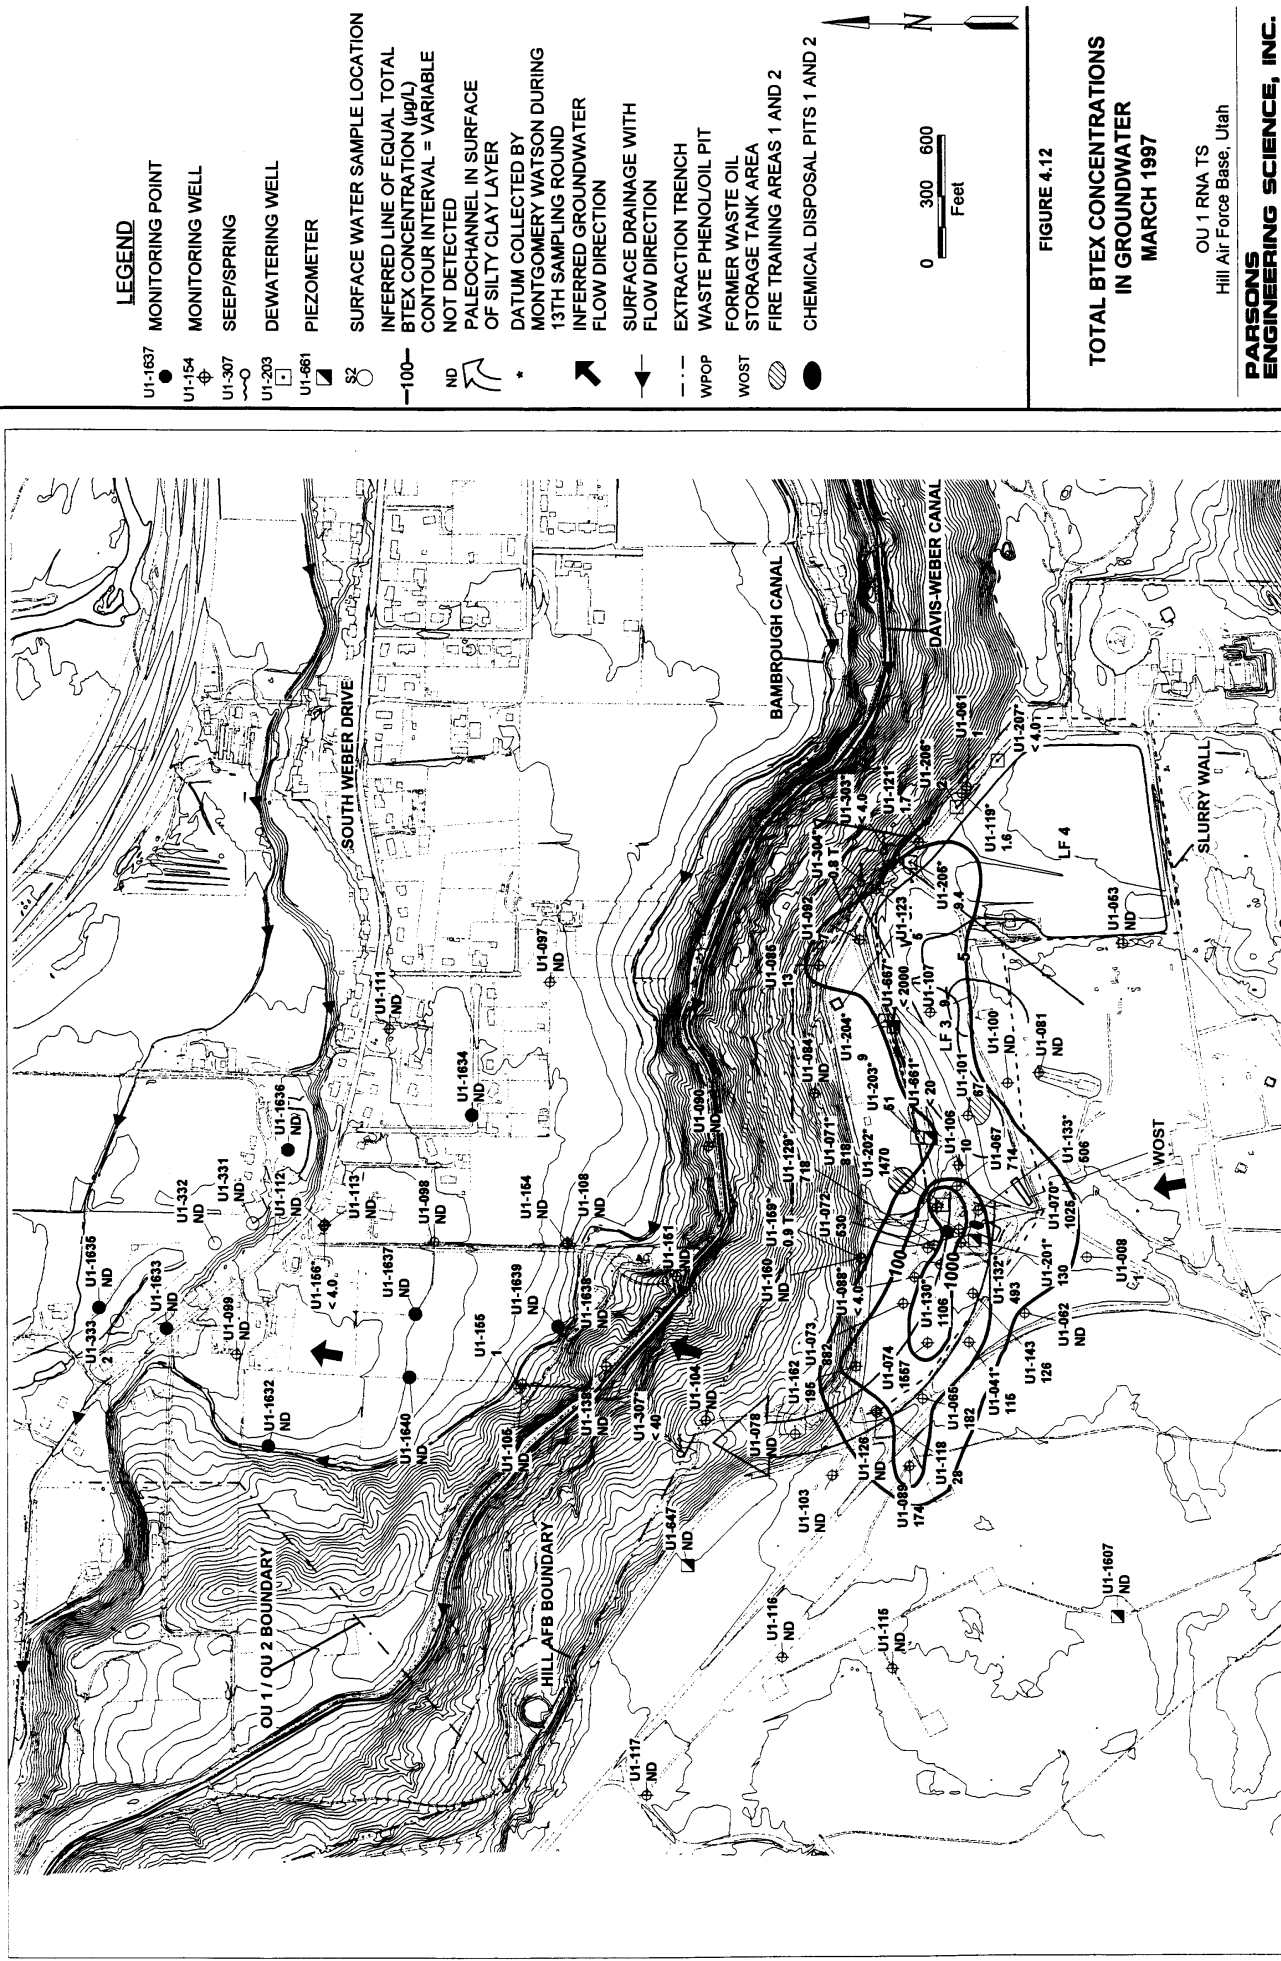 LEGEND
U1-1637
MONITORING POINT
U1-154
MONITORING WELL
U1-307
SEEP/SPRING
U1-203
DEWATERING WELL
U1-661
PIEZOMETER
S2
SURFACE WATER SAMPLE LOCATION
—100—
INFERRED LINE OF EQUAL TOTAL
BTEX CONCENTRATION (µg/L)
CONTOUR INTERVAL = VARIABLE
ND
NOT DETECTED
PALEOCHANNEL IN SURFACE
OF SILTY CLAY LAYER
*
DATUM COLLECTED BY
MONTGOMERY WATSON DURING
13TH SAMPLING ROUND
INFERRED GROUNDWATER
FLOW DIRECTION
SURFACE DRAINAGE WITH
FLOW DIRECTION
EXTRACTION TRENCH
WPOP
WASTE PHENOL/OIL PIT
WOST
FORMER WASTE OIL
STORAGE TANK AREA
FIRE TRAINING AREAS 1 AND 2
CHEMICAL DISPOSAL PITS 1 AND 2
N
0 300 600
Feet
FIGURE 4.12
TOTAL BTEX CONCENTRATIONS
IN GROUNDWATER
MARCH 1997
OU 1 RNA TS
Hill Air Force Base, Utah
PARSONS
ENGINEERING SCIENCE, INC.
SOUTH WEBER DRIVE
BAMBROUGH CANAL
DAVIS-WEBER CANAL
SLURRY WALL
OU 1 / OU 2 BOUNDARY
HILL AFB BOUNDARY
LF 4
LF 3
WOST
U1-1635
ND
U1-333
2
U1-1633
ND
U1-332
ND
U1-331
ND
U1-1636
ND
U1-112
ND
U1-113*
ND
U1-099
ND
U1-156*
< 4.0
U1-1632
ND
U1-1637
ND
U1-098
ND
U1-111
ND
U1-1634
ND
U1-097
ND
U1-1640
ND
U1-155
1
U1-1639
ND
U1-154
ND
U1-108
ND
U1-1638
ND
U1-105
ND
U1-307*
< 40
U1-151
ND
U1-090
ND
U1-104
ND
U1-647
ND
U1-078
ND
U1-103
ND
U1-116
ND
U1-115
ND
U1-117
ND
U1-1607
ND
U1-160
ND
U1-169*
0.9 T
U1-129*
718
U1-071*
818
U1-072
530
U1-202*
1470
U1-203*
51
U1-204*
9
U1-084
ND
U1-085
13
U1-092
7
U1-304*
0.8 T
U1-303*
< 4.0
U1-121*
1.7
U1-206*
2
U1-061
1
U1-207*
< 4.0
U1-119*
1.6
U1-205*
9.4
U1-123
5
U1-667*
< 2000
U1-107
9
U1-661*
< 20
U1-101
67
U1-100
ND
U1-081
ND
U1-063
ND
U1-106
10
U1-067
714
U1-133*
506
U1-070*
1025
U1-008
1
U1-201*
130
U1-132*
493
U1-062
ND
U1-143
126
U1-041*
115
U1-065
182
U1-118
28
U1-089
174
U1-126
ND
U1-074
1557
U1-130*
1106
U1-073
882
U1-088*
< 4.0
U1-162
195
100
1000
5